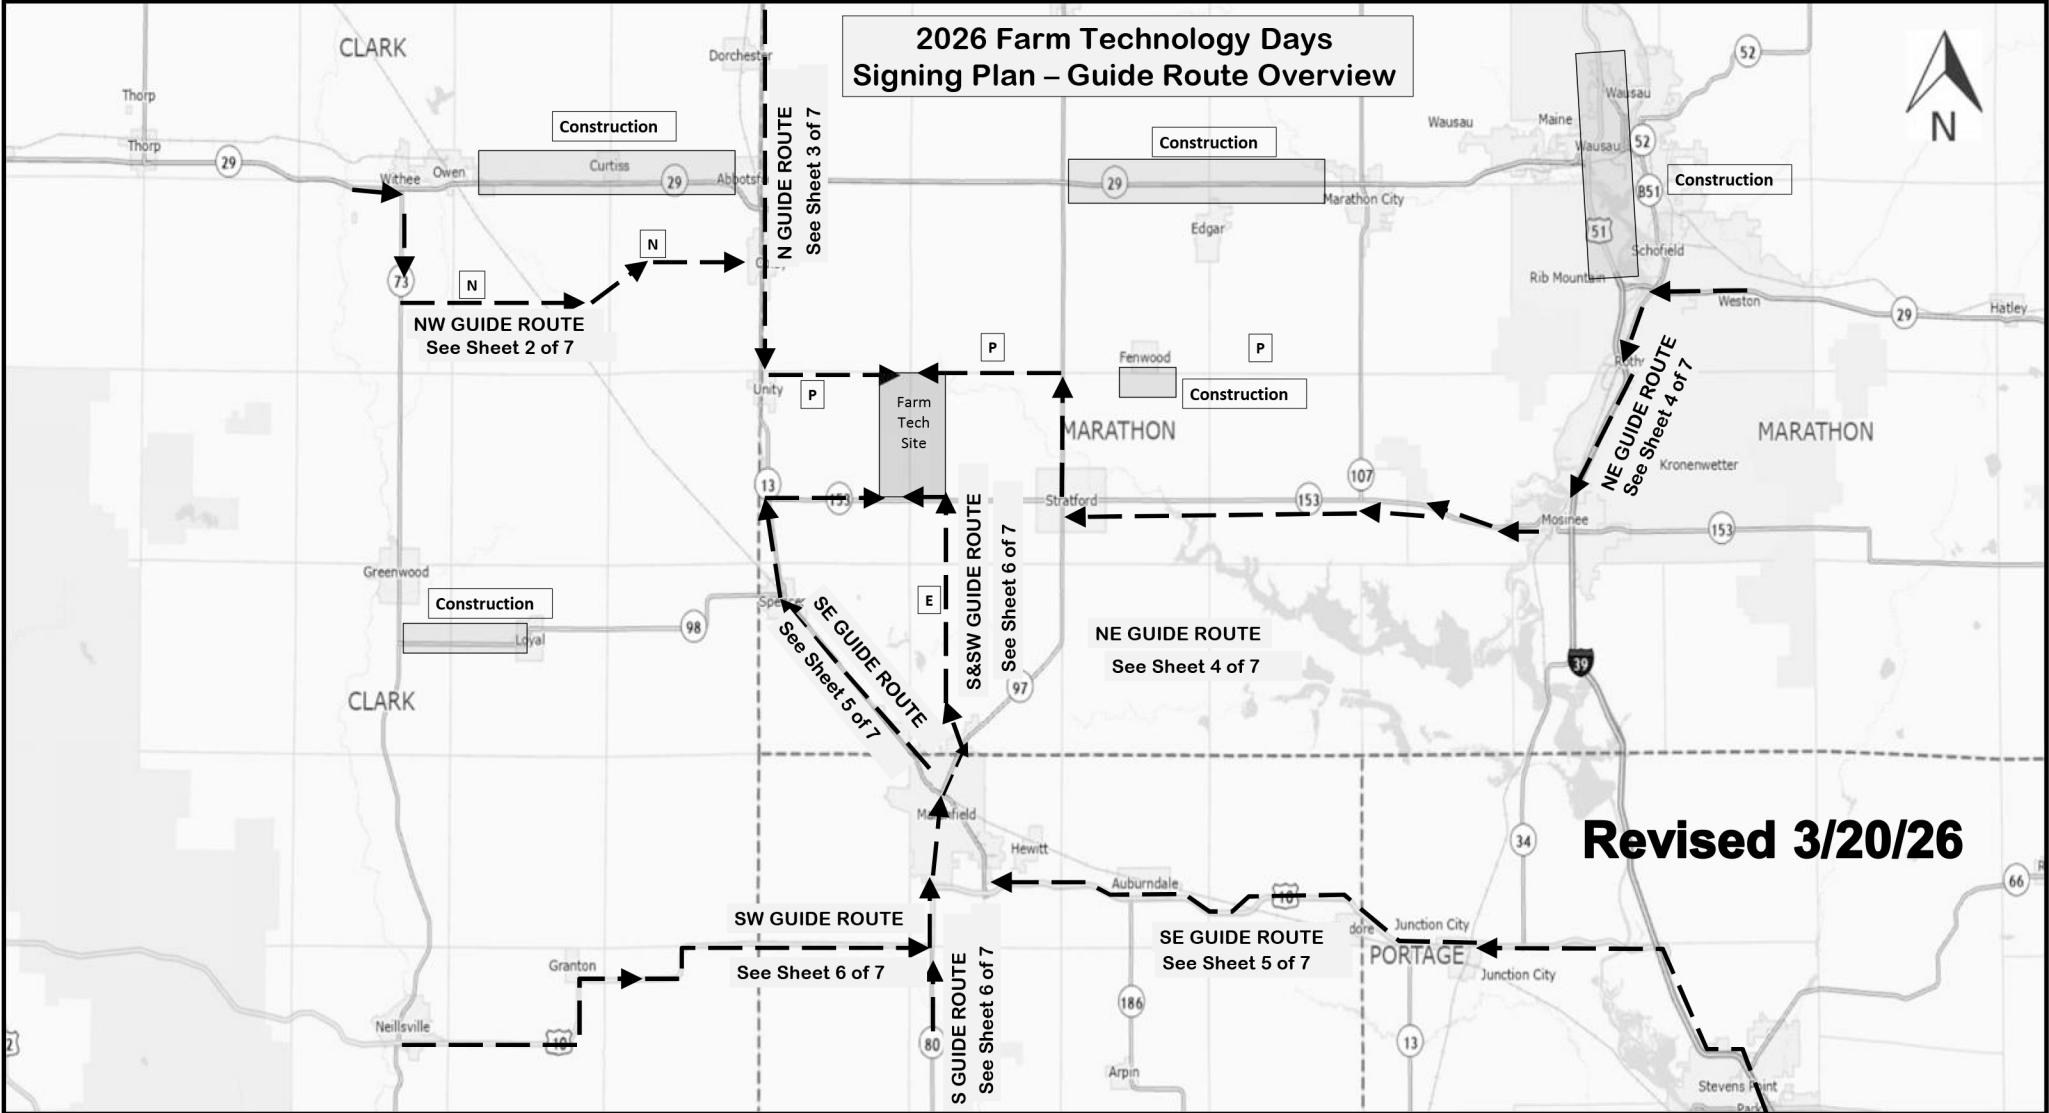 2026 Farm Technology Days
Signing Plan – Guide Route Overview
N
CLARK
Dorchester
52
Thorp
Thorp
29
Withee
Owen
Construction
Curtiss
29
N GUIDE ROUTE
See Sheet 3 of 7
Construction
29
Marathon City
Edgar
Wausau
Maine
Wausau
Wausau
52
B51
Construction
51
Schofield
Rib Mountain
Weston
29
Hatley
73
N
N
NW GUIDE ROUTE
See Sheet 2 of 7
Unity
P
P
P
Fenwood
Construction
Farm
Tech
Site
MARATHON
MARATHON
NE GUIDE ROUTE
See Sheet 4 of 7
Kronenwetter
13
153
Stratford
153
107
Mosinee
153
Greenwood
Construction
Loyal
98
Spencer
SE GUIDE ROUTE
See Sheet 5 of 7
E
S&SW GUIDE ROUTE
See Sheet 6 of 7
NE GUIDE ROUTE
See Sheet 4 of 7
97
39
CLARK
Marshfield
Hewitt
34
Revised 3/20/26
66
Auburndale
10
SW GUIDE ROUTE
See Sheet 6 of 7
S GUIDE ROUTE
See Sheet 6 of 7
SE GUIDE ROUTE
See Sheet 5 of 7
Junction City
PORTAGE
Junction City
Granton
Neillsville
10
80
186
13
Arpin
Stevens Point
Park